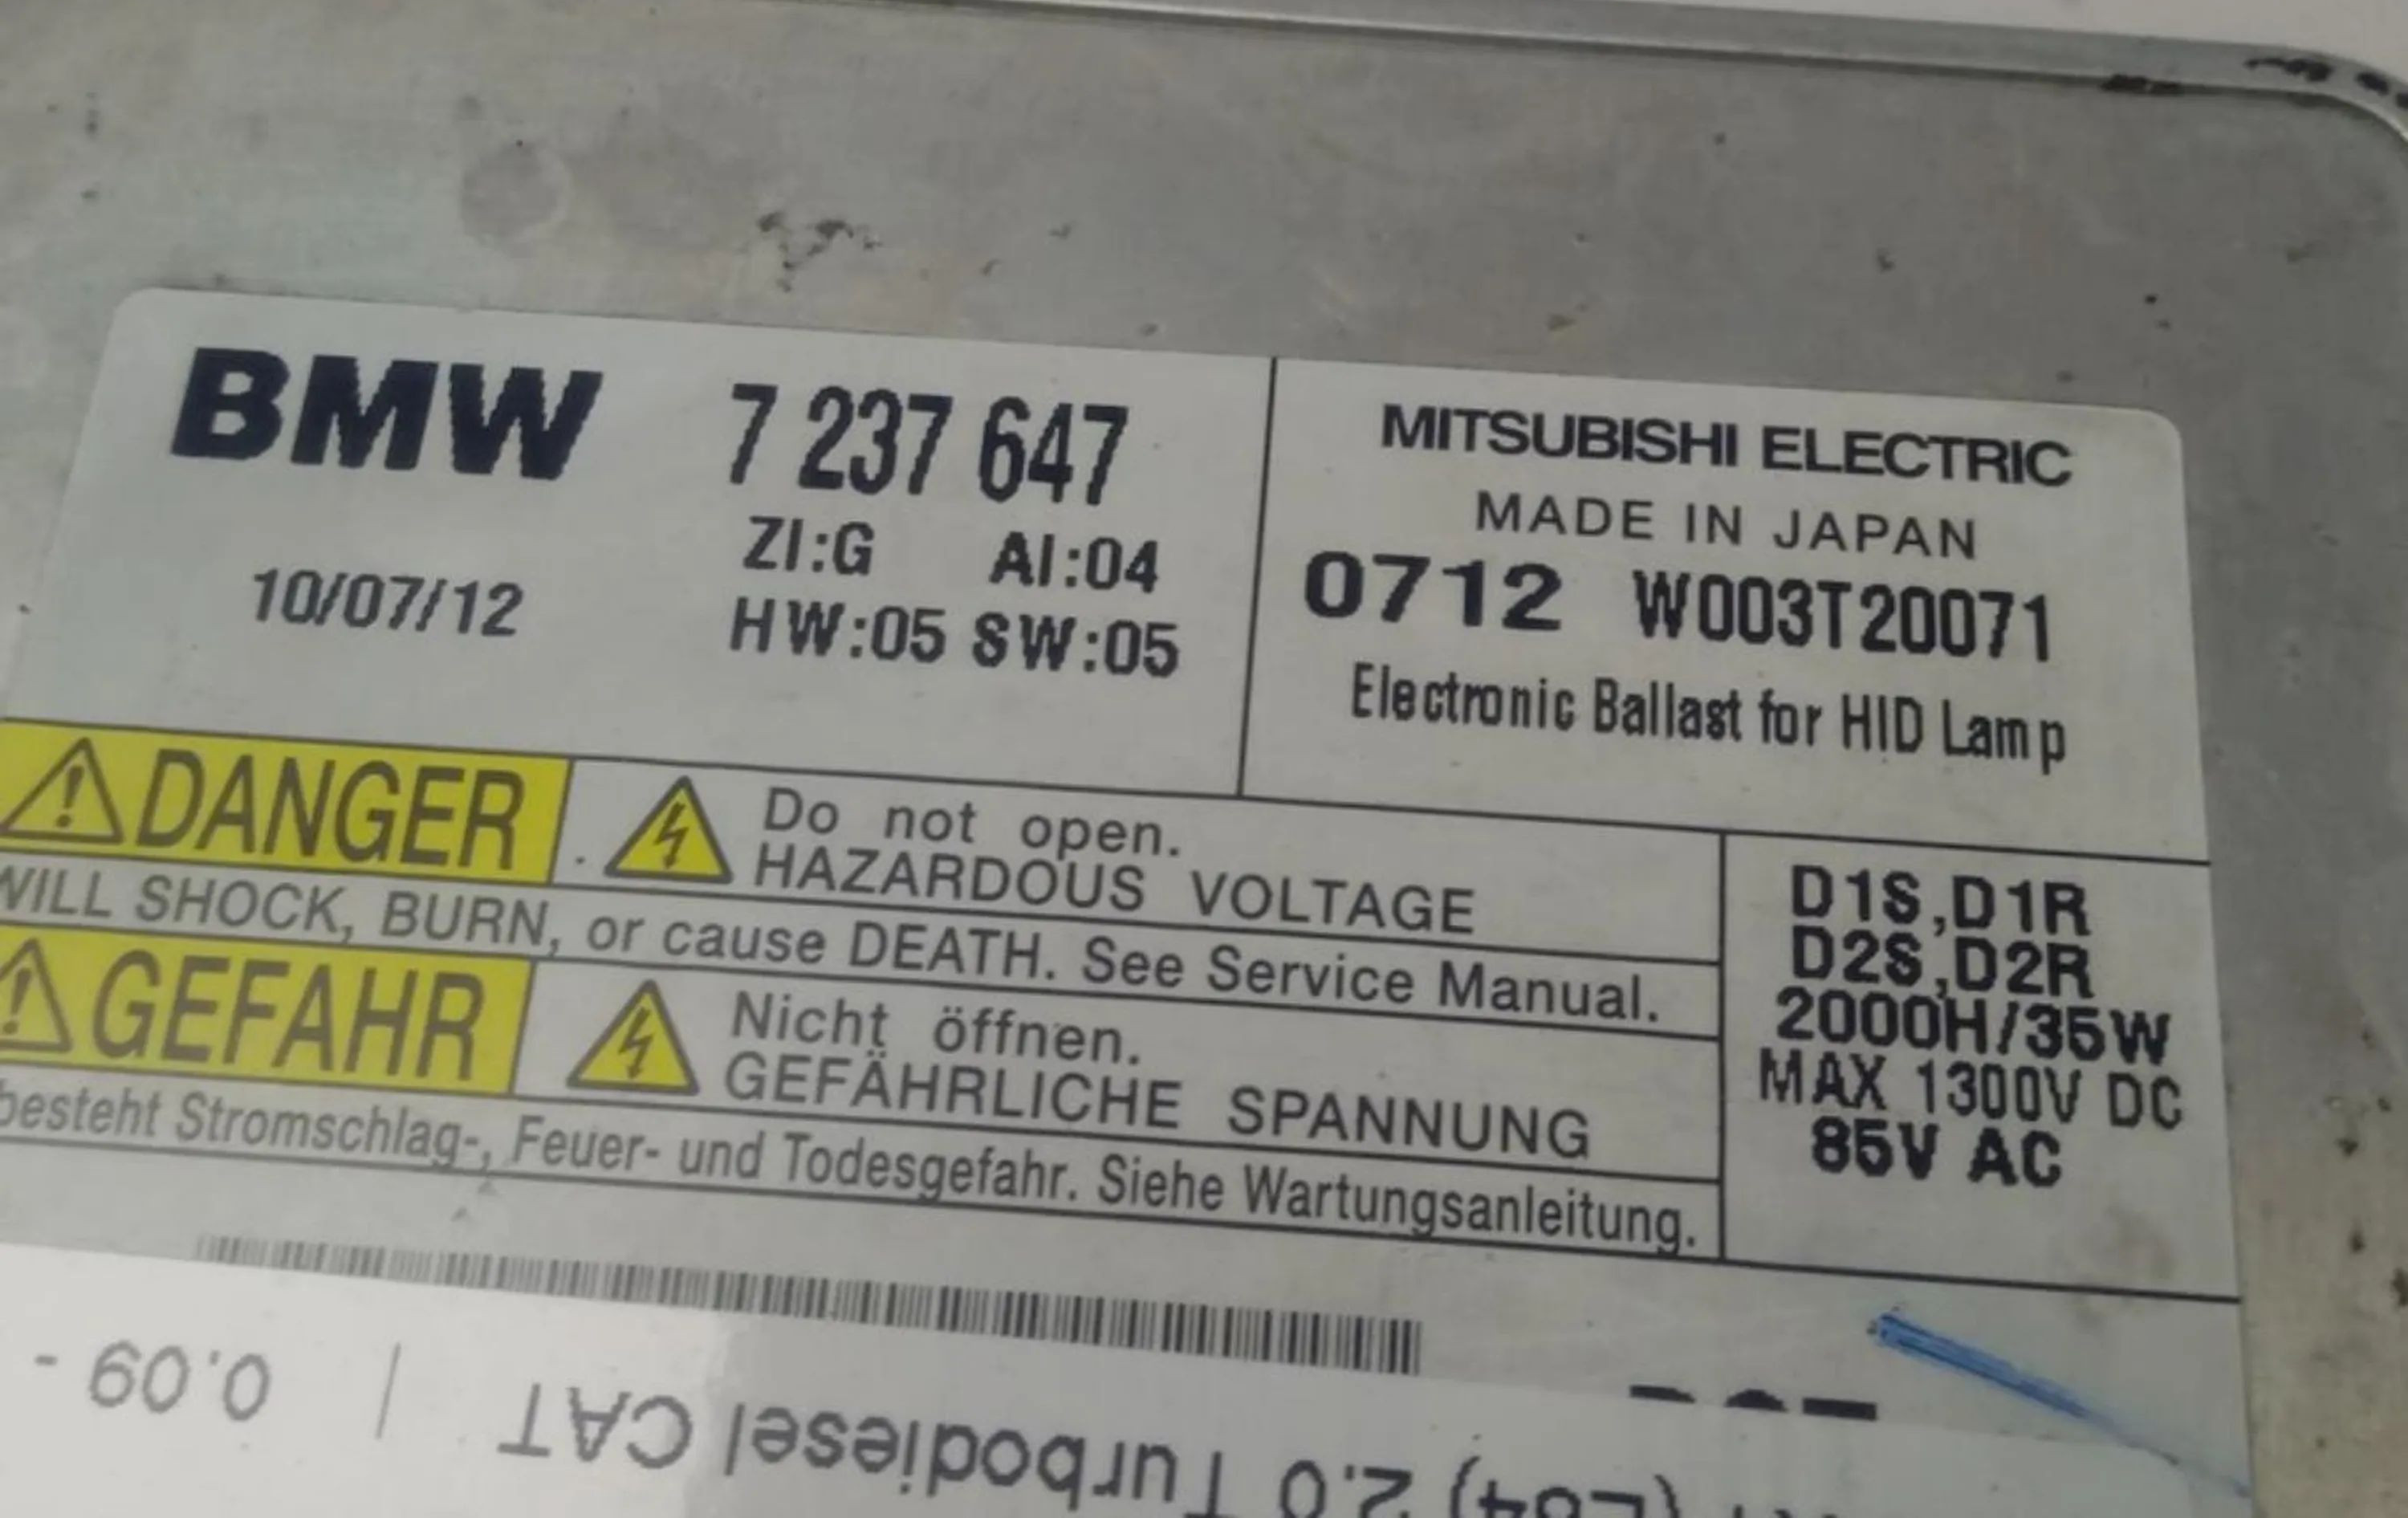 BMW 7 237 647
ZI:G AI:04
10/07/12
HW:05 SW:05
MITSUBISHI ELECTRIC
MADE IN JAPAN
0712 W003T20071
Electronic Ballast for HID Lamp
DANGER
Do not open.
HAZARDOUS VOLTAGE
WILL SHOCK, BURN, or cause DEATH. See Service Manual.
GEFAHR
Nicht öffnen.
GEFÄHRLICHE SPANNUNG
besteht Stromschlag-, Feuer- und Todesgefahr. Siehe Wartungsanleitung.
D1S,D1R
D2S,D2R
2000H/35W
MAX 1300V DC
85V AC
2.0 Turbodiesel CAT | 0.09 -